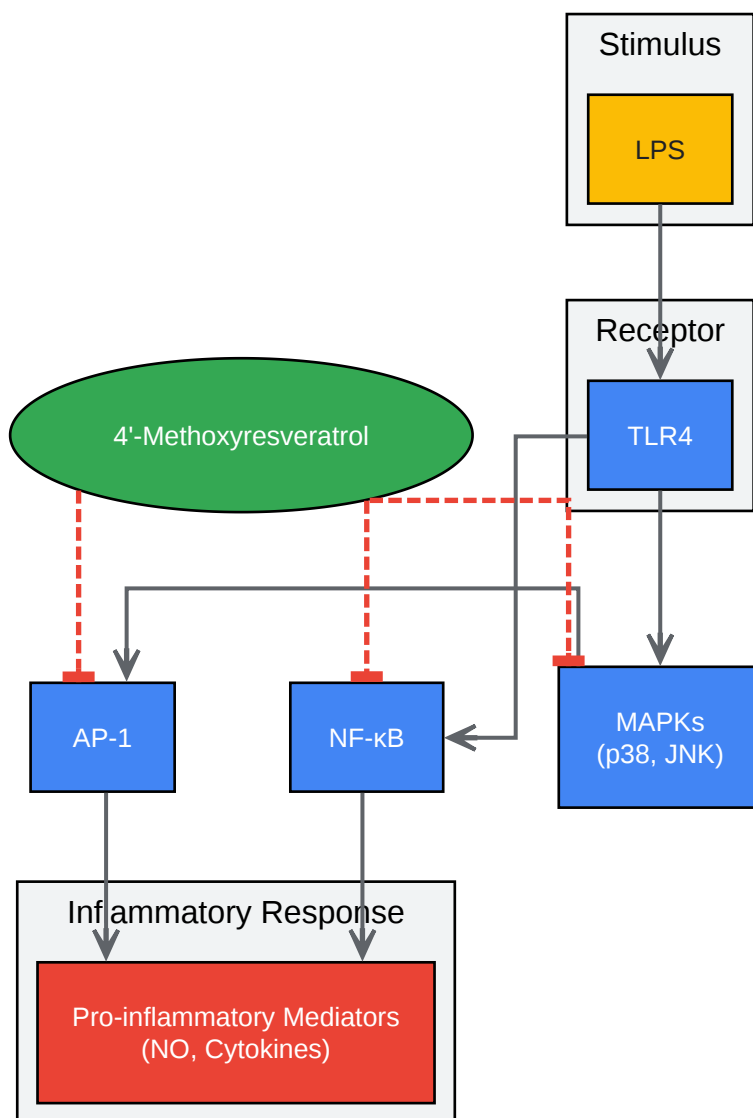 Stimulus
LPS
Receptor
4'-Methoxyresveratrol
TLR4
AP-1
NF-κB
MAPKs
(p38, JNK)
Inflammatory Response
Pro-inflammatory Mediators
(NO, Cytokines)